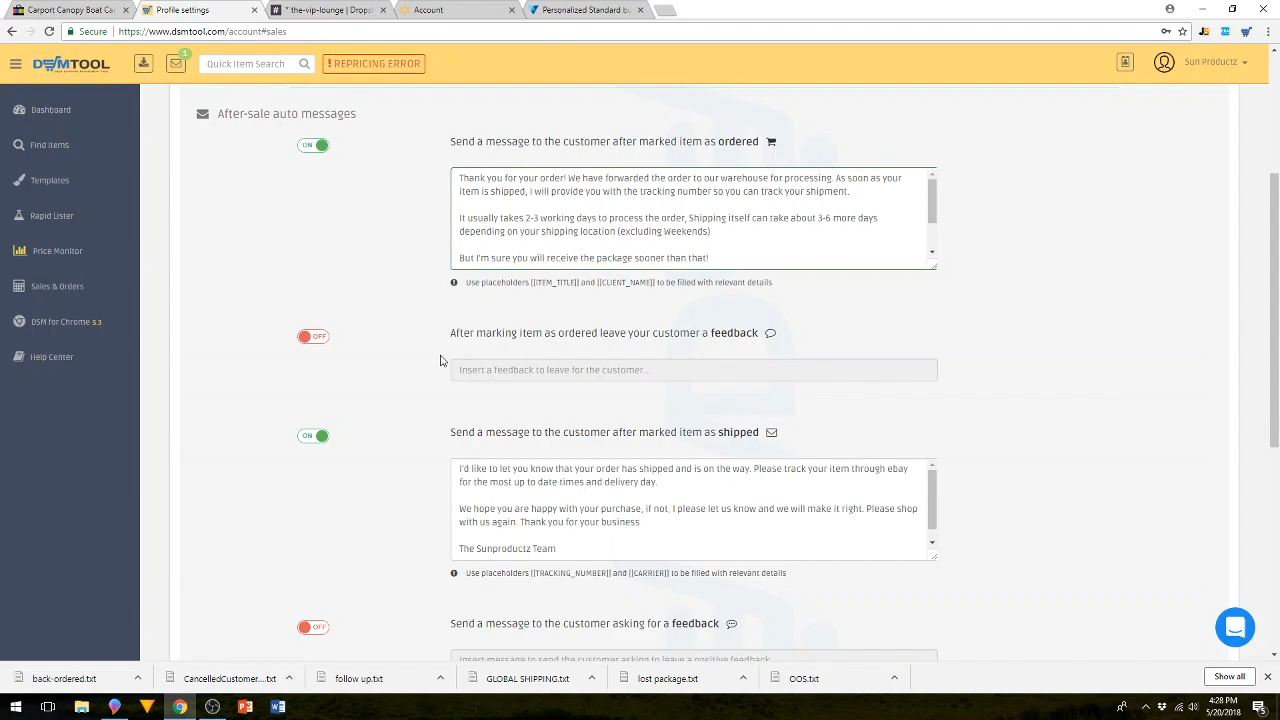 Carport Canopy Boat Car
Profile settings
* the-vip-lounge | Dropsh
Account
Personalized Standard bu
Secure
https://www.dsmtool.com/account#sales
DSMTOOL
1
Quick Item Search
! REPRICING ERROR
Sun Productz
Dashboard
Find Items
Templates
Rapid Lister
Price Monitor
Sales & Orders
DSM for Chrome 5.3
Help Center
After-sale auto messages
ON
Send a message to the customer after marked item as ordered
Thank you for your order! We have forwarded the order to our warehouse for processing. As soon as your
item is shipped, I will provide you with the tracking number so you can track your shipment.
It usually takes 2-3 working days to process the order, Shipping itself can take about 3-6 more days
depending on your shipping location (excluding Weekends)
But I'm sure you will receive the package sooner than that!
Use placeholders [[ITEM_TITLE]] and [[CLIENT_NAME]] to be filled with relevant details
OFF
After marking item as ordered leave your customer a feedback
Insert a feedback to leave for the customer...
ON
Send a message to the customer after marked item as shipped
I'd like to let you know that your order has shipped and is on the way. Please track your item through ebay
for the most up to date times and delivery day.
We hope you are happy with your purchase, if not, I please let us know and we will make it right. Please shop
with us again. Thank you for your business
The Sunproductz Team
Use placeholders [[TRACKING_NUMBER]] and [[CARRIER]] to be filled with relevant details
OFF
Send a message to the customer asking for a feedback
Insert message to send the customer asking to leave a positive feedback
back-ordered.txt
CancelledCustomer....txt
follow up.txt
GLOBAL SHIPPING.txt
lost package.txt
OOS.txt
Show all
4:28 PM
5/20/2018